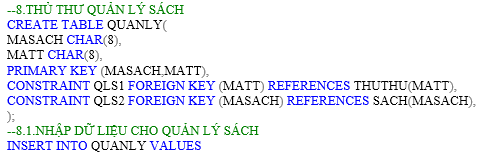 --8.THỦ THƯ QUẢN LÝ SÁCH
CREATE TABLE QUANLY(
MASACH CHAR(8),
MATT CHAR(8),
PRIMARY KEY (MASACH,MATT),
CONSTRAINT QLS1 FOREIGN KEY (MATT) REFERENCES THUTHU(MATT),
CONSTRAINT QLS2 FOREIGN KEY (MASACH) REFERENCES SACH(MASACH),
);
--8.1.NHẬP DỮ LIỆU CHO QUẢN LÝ SÁCH
INSERT INTO QUANLY VALUES